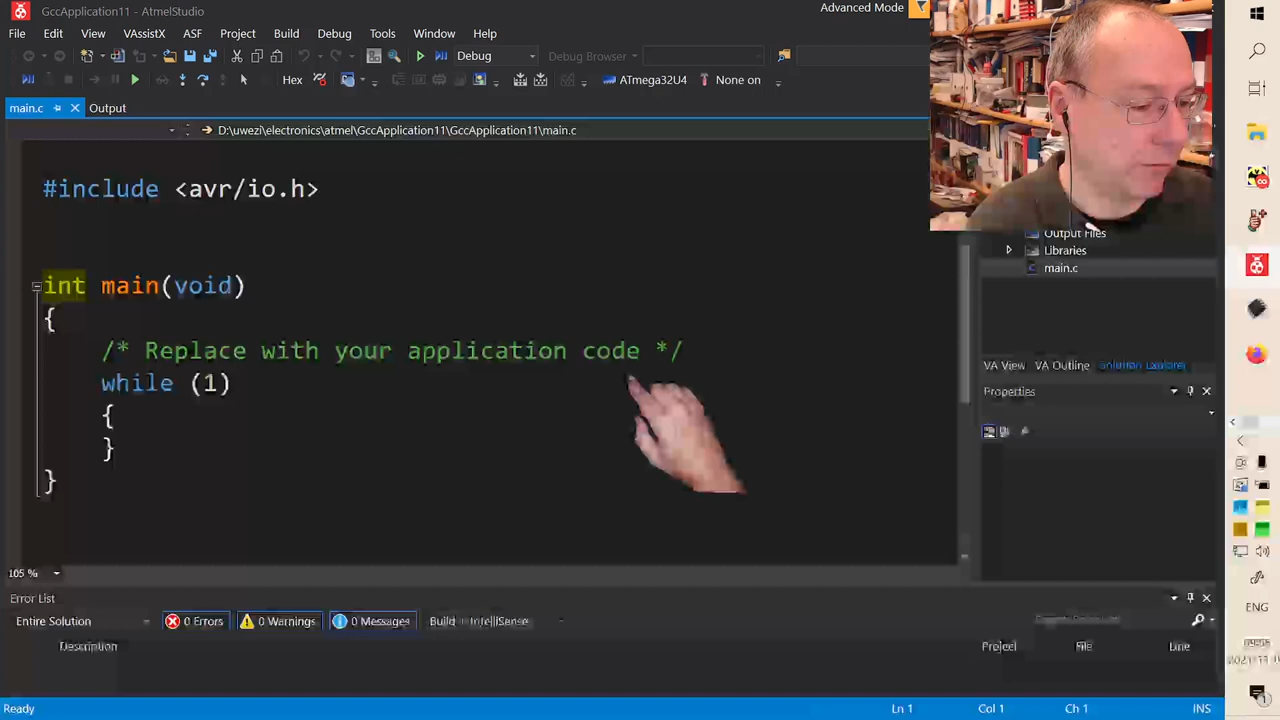 GccApplication11 - AtmelStudio
Advanced Mode
File Edit View VAssistX ASF Project Build Debug Tools Window Help
Debug Debug Browser
Hex ATmega32U4 None on
main.c Output
D:\uwezi\electronics\atmel\GccApplication11\GccApplication11\main.c
#include <avr/io.h>
Output Files
Libraries
main.c
int main(void)
{
/* Replace with your application code */
while (1)
{
}
}
VA View VA Outline Solution Explorer
Properties
105 %
Error List
Entire Solution 0 Errors 0 Warnings 0 Messages Build + IntelliSense
Description Project File Line
ENG
Ready Ln 1 Col 1 Ch 1 INS